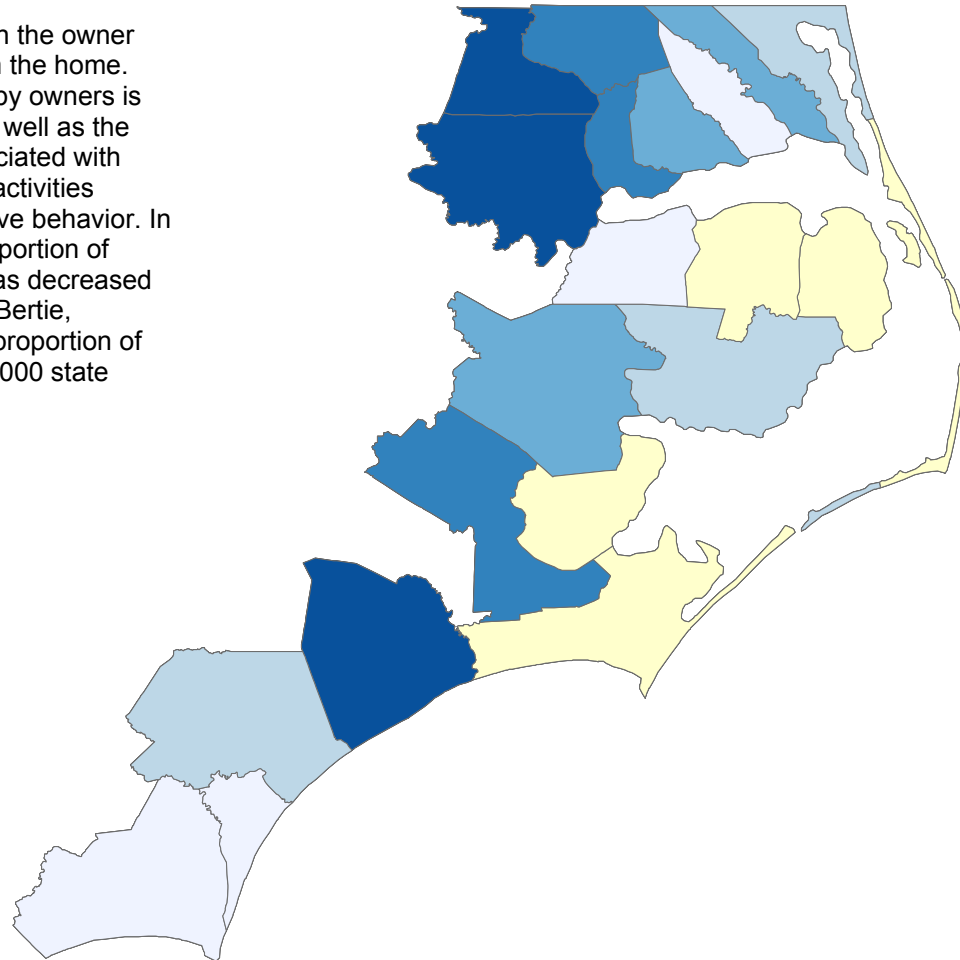 n the owner
n the home.
by owners is
well as the
ciated with
activities
ve behavior. In
portion of
as decreased
Bertie,
proportion of
000 state